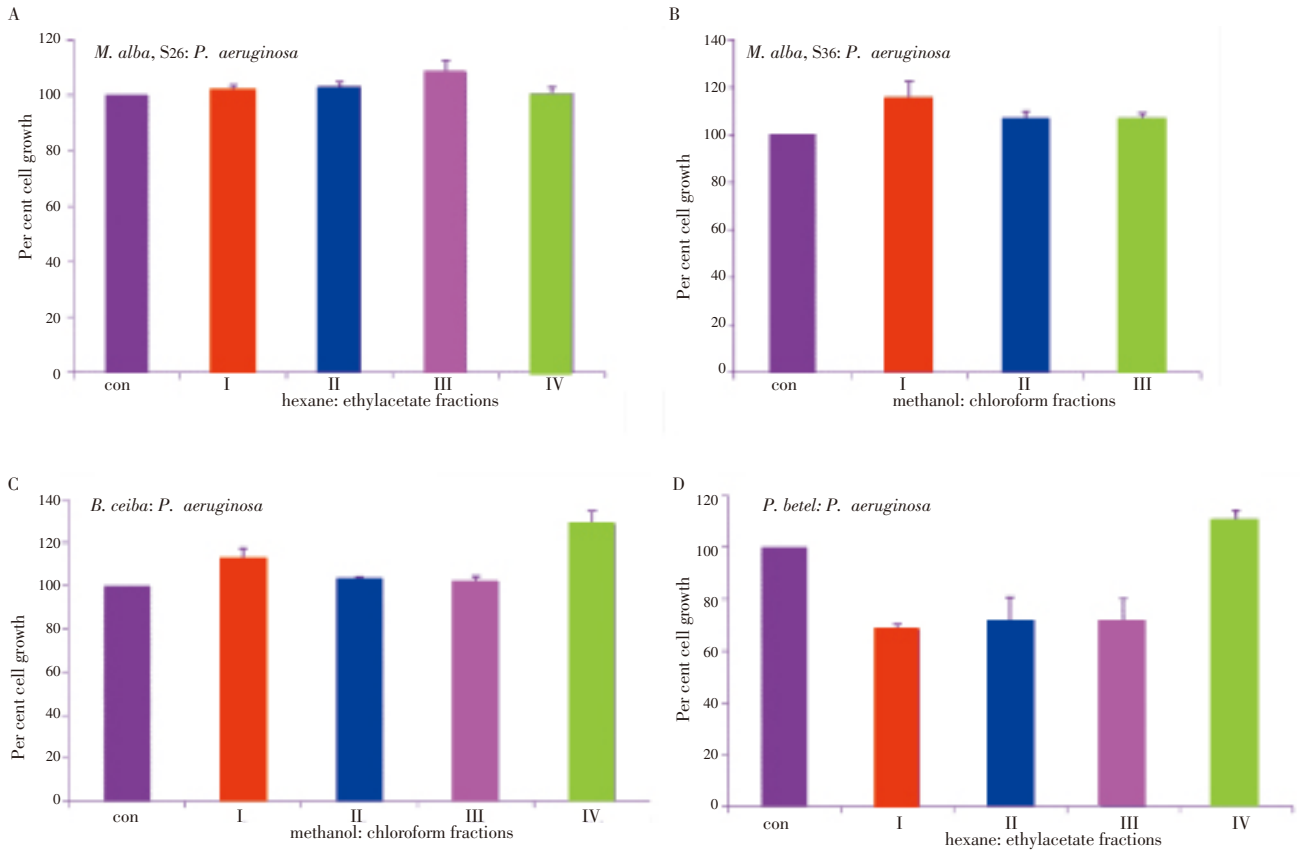 A
M. alba, S26: P. aeruginosa
Per cent cell growth
120
100
80
60
40
20
0
con I II III IV
hexane: ethylacetate fractions
B
M. alba, S36: P. aeruginosa
Per cent cell growth
140
120
100
80
60
40
20
0
con I II III
methanol: chloroform fractions
C
B. ceiba: P. aeruginosa
Per cent cell growth
140
120
100
80
60
40
20
0
con I II III IV
methanol: chloroform fractions
D
P. betel: P. aeruginosa
Per cent cell growth
120
100
80
60
40
20
0
con I II III IV
hexane: ethylacetate fractions